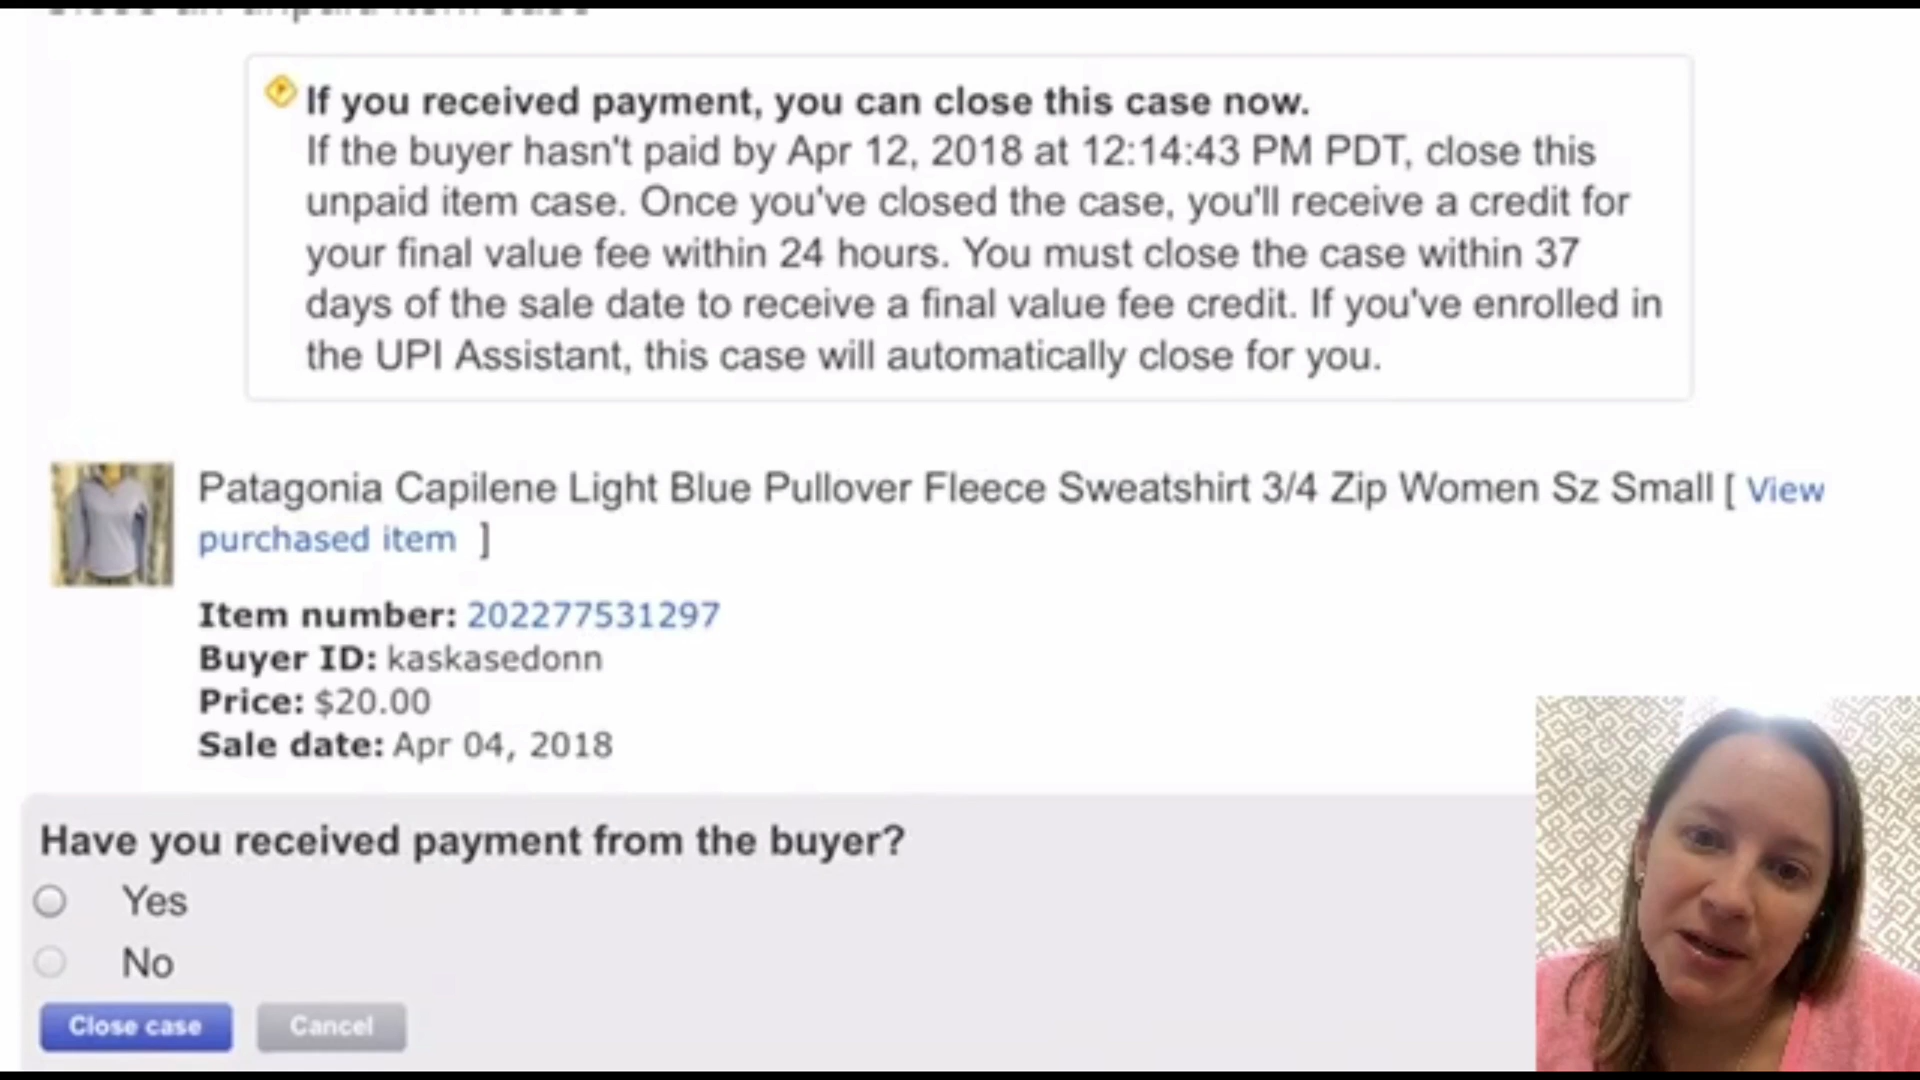 If you received payment, you can close this case now.
If the buyer hasn't paid by Apr 12, 2018 at 12:14:43 PM PDT, close this
unpaid item case. Once you've closed the case, you'll receive a credit for
your final value fee within 24 hours. You must close the case within 37
days of the sale date to receive a final value fee credit. If you've enrolled in
the UPI Assistant, this case will automatically close for you.
Patagonia Capilene Light Blue Pullover Fleece Sweatshirt 3/4 Zip Women Sz Small [ View
purchased item ]
Item number: 202277531297
Buyer ID: kaskasedonn
Price: $20.00
Sale date: Apr 04, 2018
Have you received payment from the buyer?
Yes
No
Close case Cancel